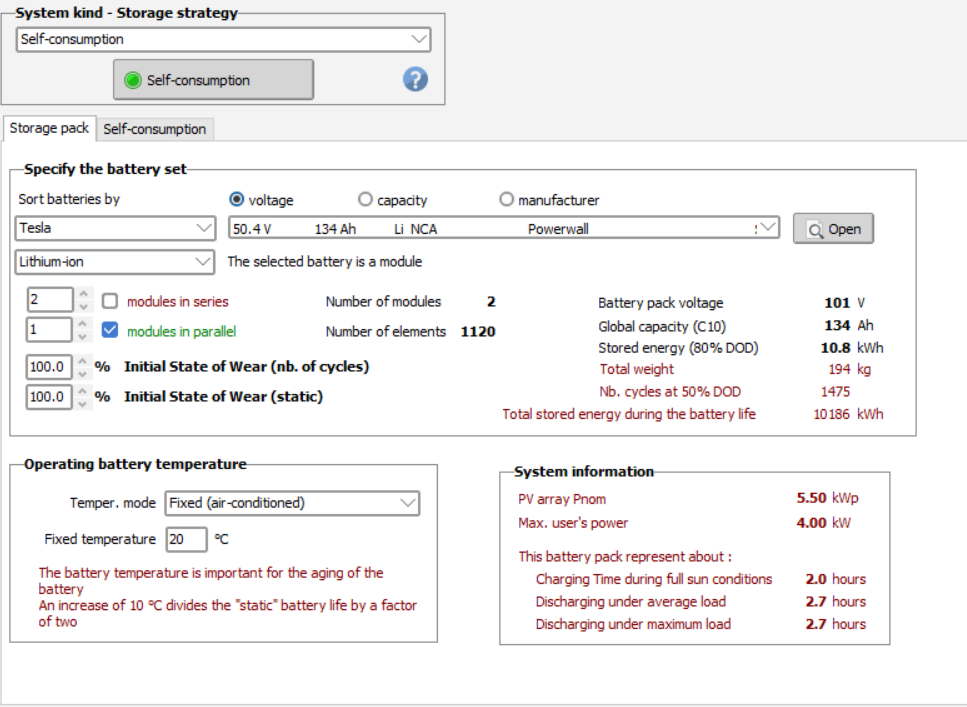 System kind - Storage strategy
Self-consumption
Self-consumption
?
Storage pack Self-consumption
Specify the battery set
Sort batteries by voltage capacity manufacturer
Tesla 50.4 V 134 Ah Li NCA Powerwall Open
Lithium-ion The selected battery is a module
2 modules in series Number of modules 2 Battery pack voltage 101 V
1 modules in parallel Number of elements 1120 Global capacity (C10) 134 Ah
Stored energy (80% DOD) 10.8 kWh
100.0 % Initial State of Wear (nb. of cycles) Total weight 194 kg
100.0 % Initial State of Wear (static) Nb. cycles at 50% DOD 1475
Total stored energy during the battery life 10186 kWh
Operating battery temperature
Temper. mode Fixed (air-conditioned)
Fixed temperature 20 °C
The battery temperature is important for the aging of the
battery
An increase of 10 °C divides the "static" battery life by a factor
of two
System information
PV array Pnom 5.50 kWp
Max. user's power 4.00 kW
This battery pack represent about :
Charging Time during full sun conditions 2.0 hours
Discharging under average load 2.7 hours
Discharging under maximum load 2.7 hours